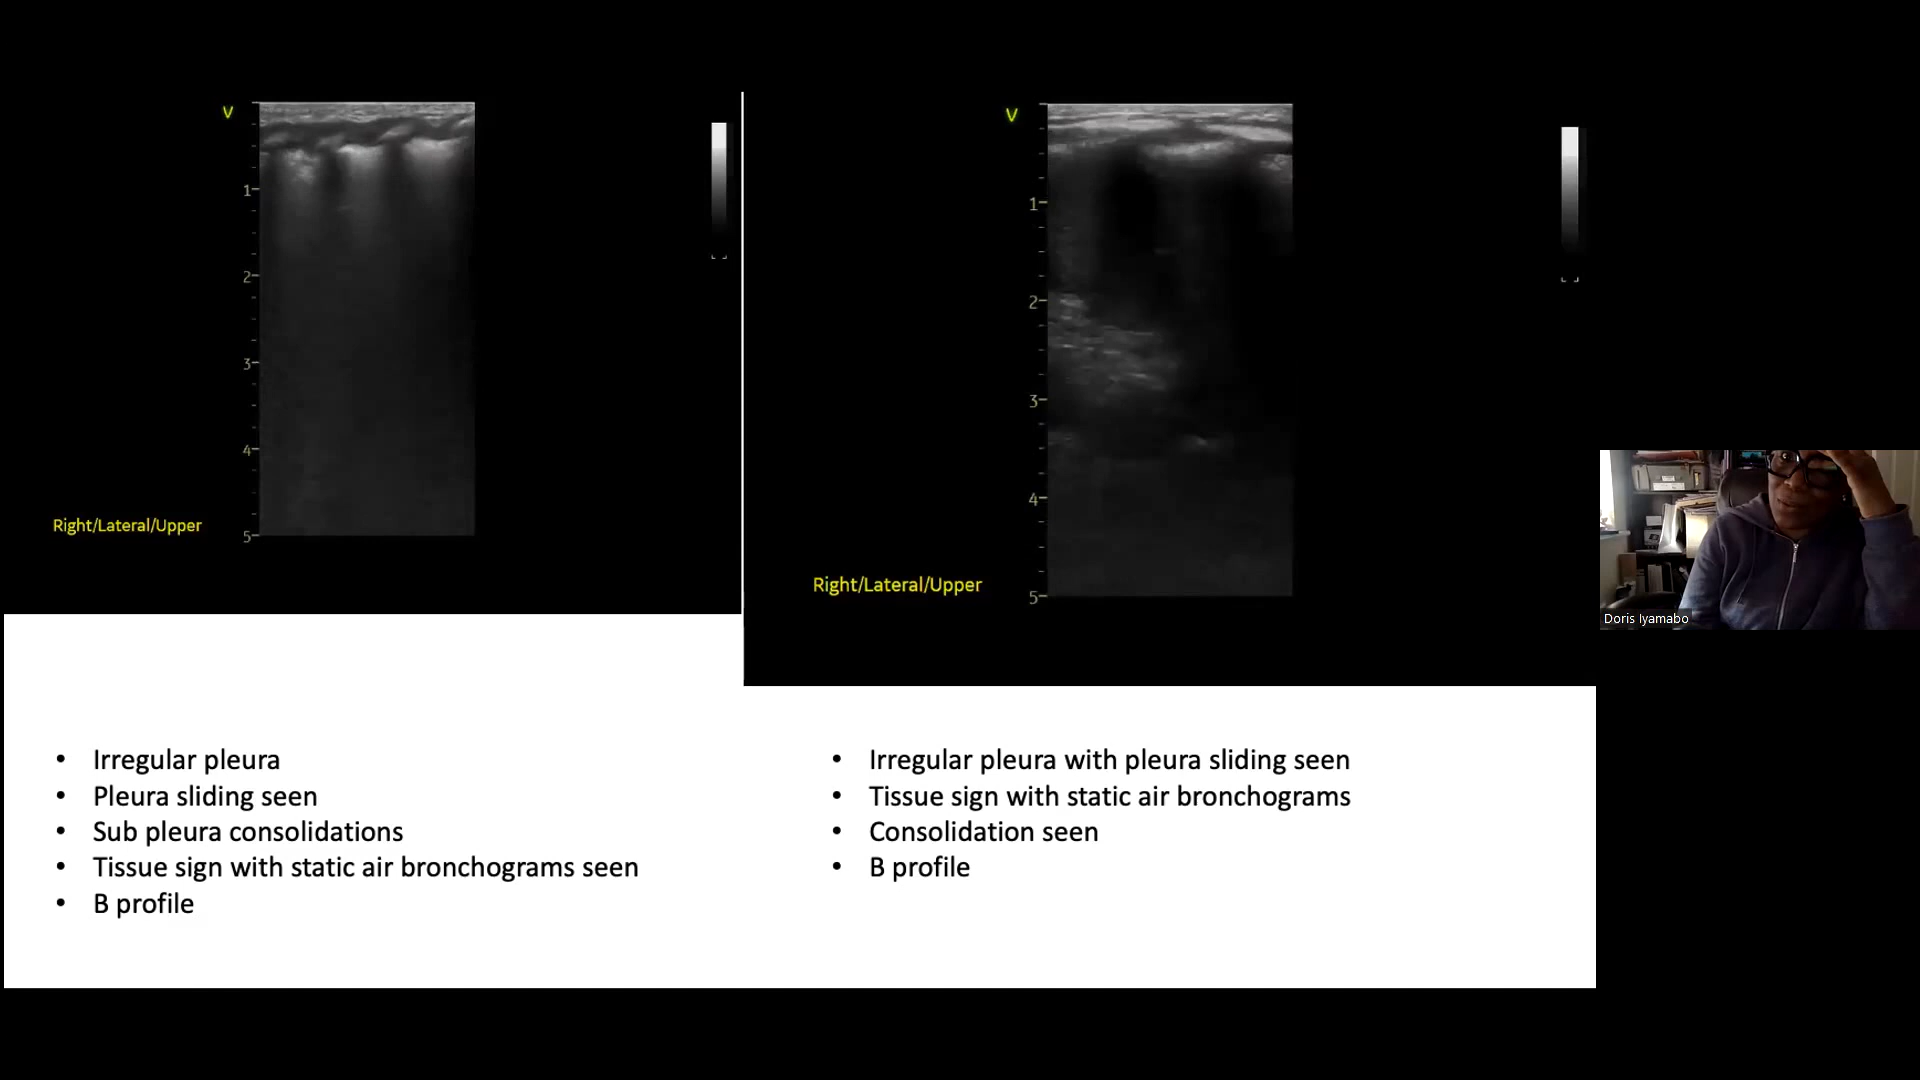 V
1
2
3
4
5
Right/Lateral/Upper
V
1
2
3
4
5
Right/Lateral/Upper
Doris Iyamabo
• Irregular pleura
• Pleura sliding seen
• Sub pleura consolidations
• Tissue sign with static air bronchograms seen
• B profile
• Irregular pleura with pleura sliding seen
• Tissue sign with static air bronchograms
• Consolidation seen
• B profile